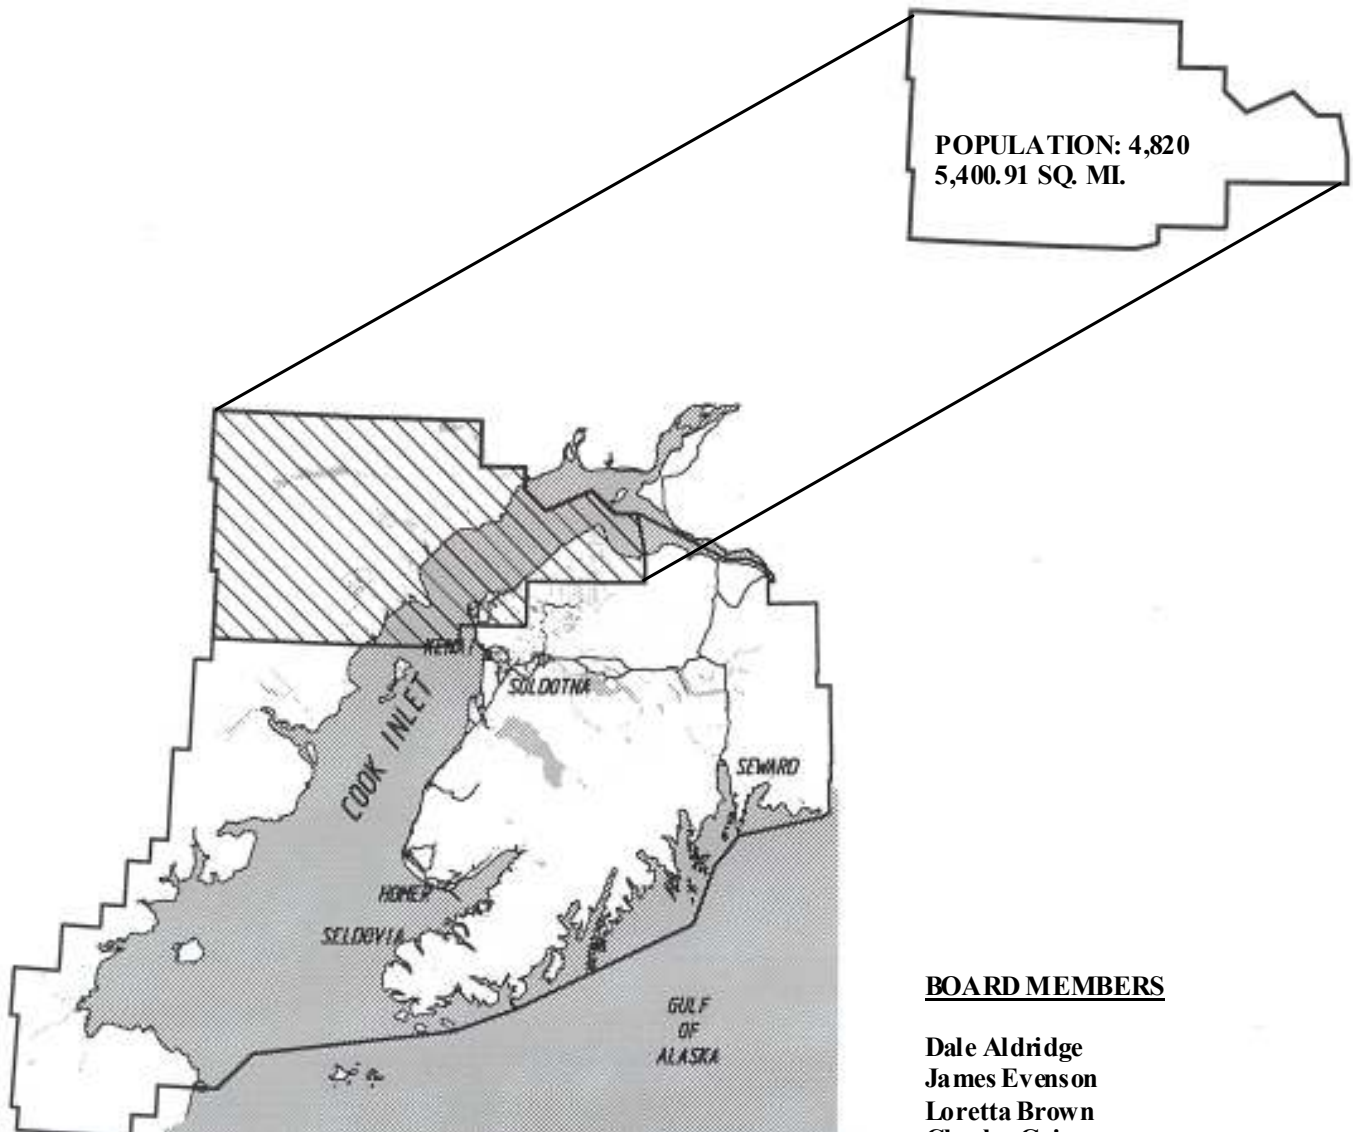 POPULATION: 4,820
5,400.91 SQ. MI.
SOLDOTNA
COOK INLET
SEWARD
HOMER
SELDOVIA
GULF
OF
ALASKA
BOARD MEMBERS
Dale Aldridge
James Evenson
Loretta Brown